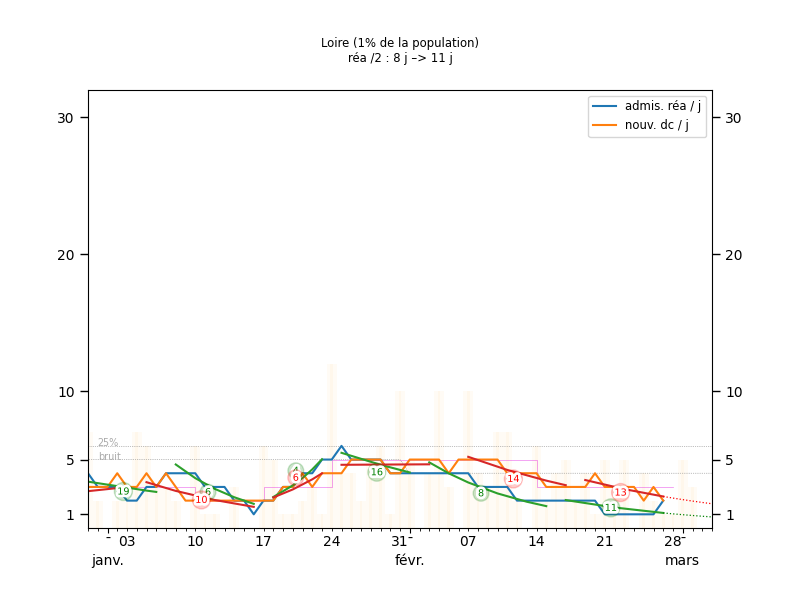 Loire (1% de la population)
réa /2 : 8 j –> 11 j
admis. réa / j
nouv. dc / j
30 30
20 20
10 10
25%
bruit
5 5
1 1
19 10 6 4 6 16 8 14 11 13
03 10 17 24 31 07 14 21 28
janv. févr. mars